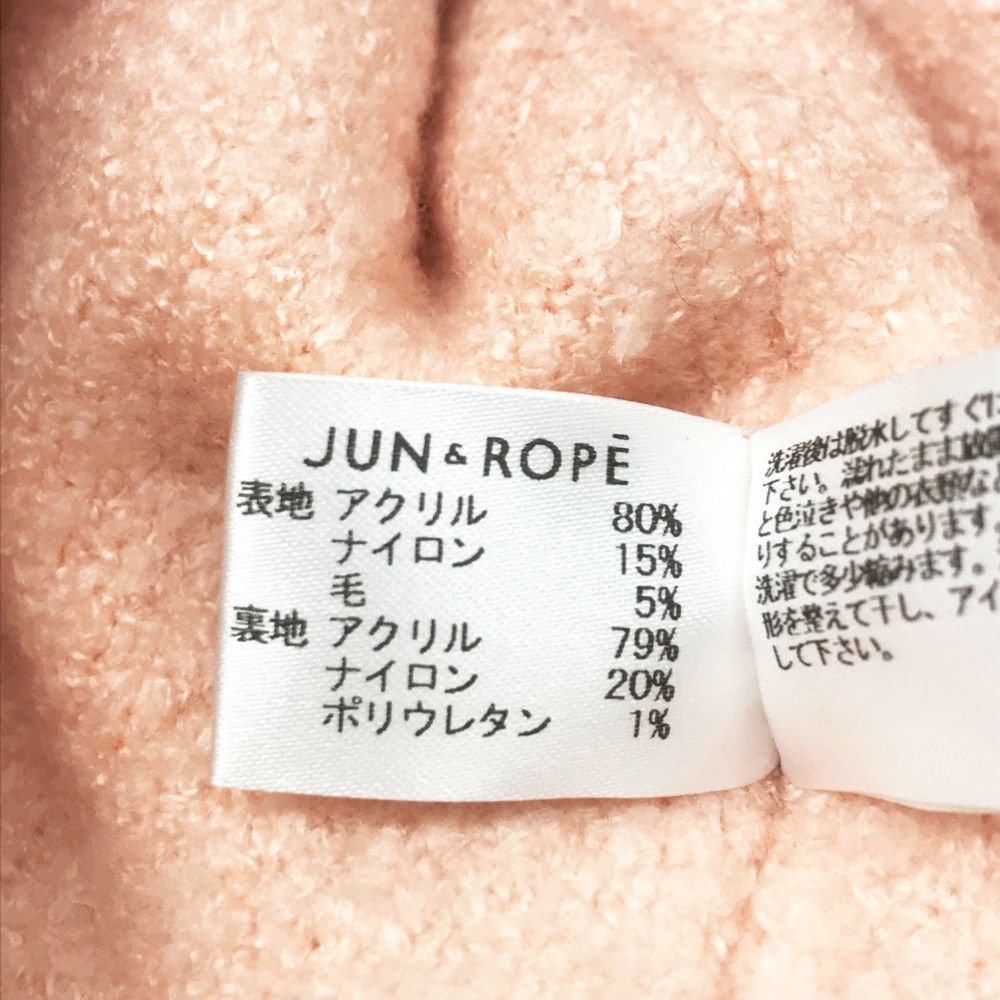 JUN & ROPĒ
表地 アクリル 80%
ナイロン 15%
毛 5%
裏地 アクリル 79%
ナイロン 20%
ポリウレタン 1%
洗濯後は脱水してすぐ
下さい。濡れたまま放置
と色泣きや他の衣類な
りすることがあります。
洗濯で多少縮みます。
形を整えて干し、アイ
して下さい。